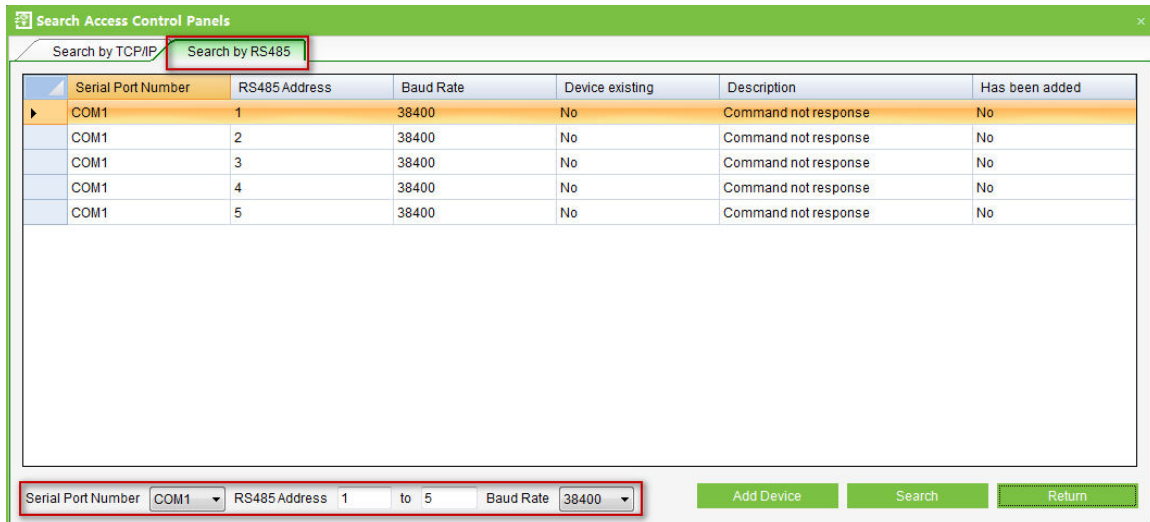 Search Access Control Panels ×
Search by TCP/IP Search by RS485
Serial Port Number RS485 Address Baud Rate Device existing Description Has been added
COM1 1 38400 No Command not response No
COM1 2 38400 No Command not response No
COM1 3 38400 No Command not response No
COM1 4 38400 No Command not response No
COM1 5 38400 No Command not response No
Serial Port Number COM1 RS485 Address 1 to 5 Baud Rate 38400 Add Device Search Return